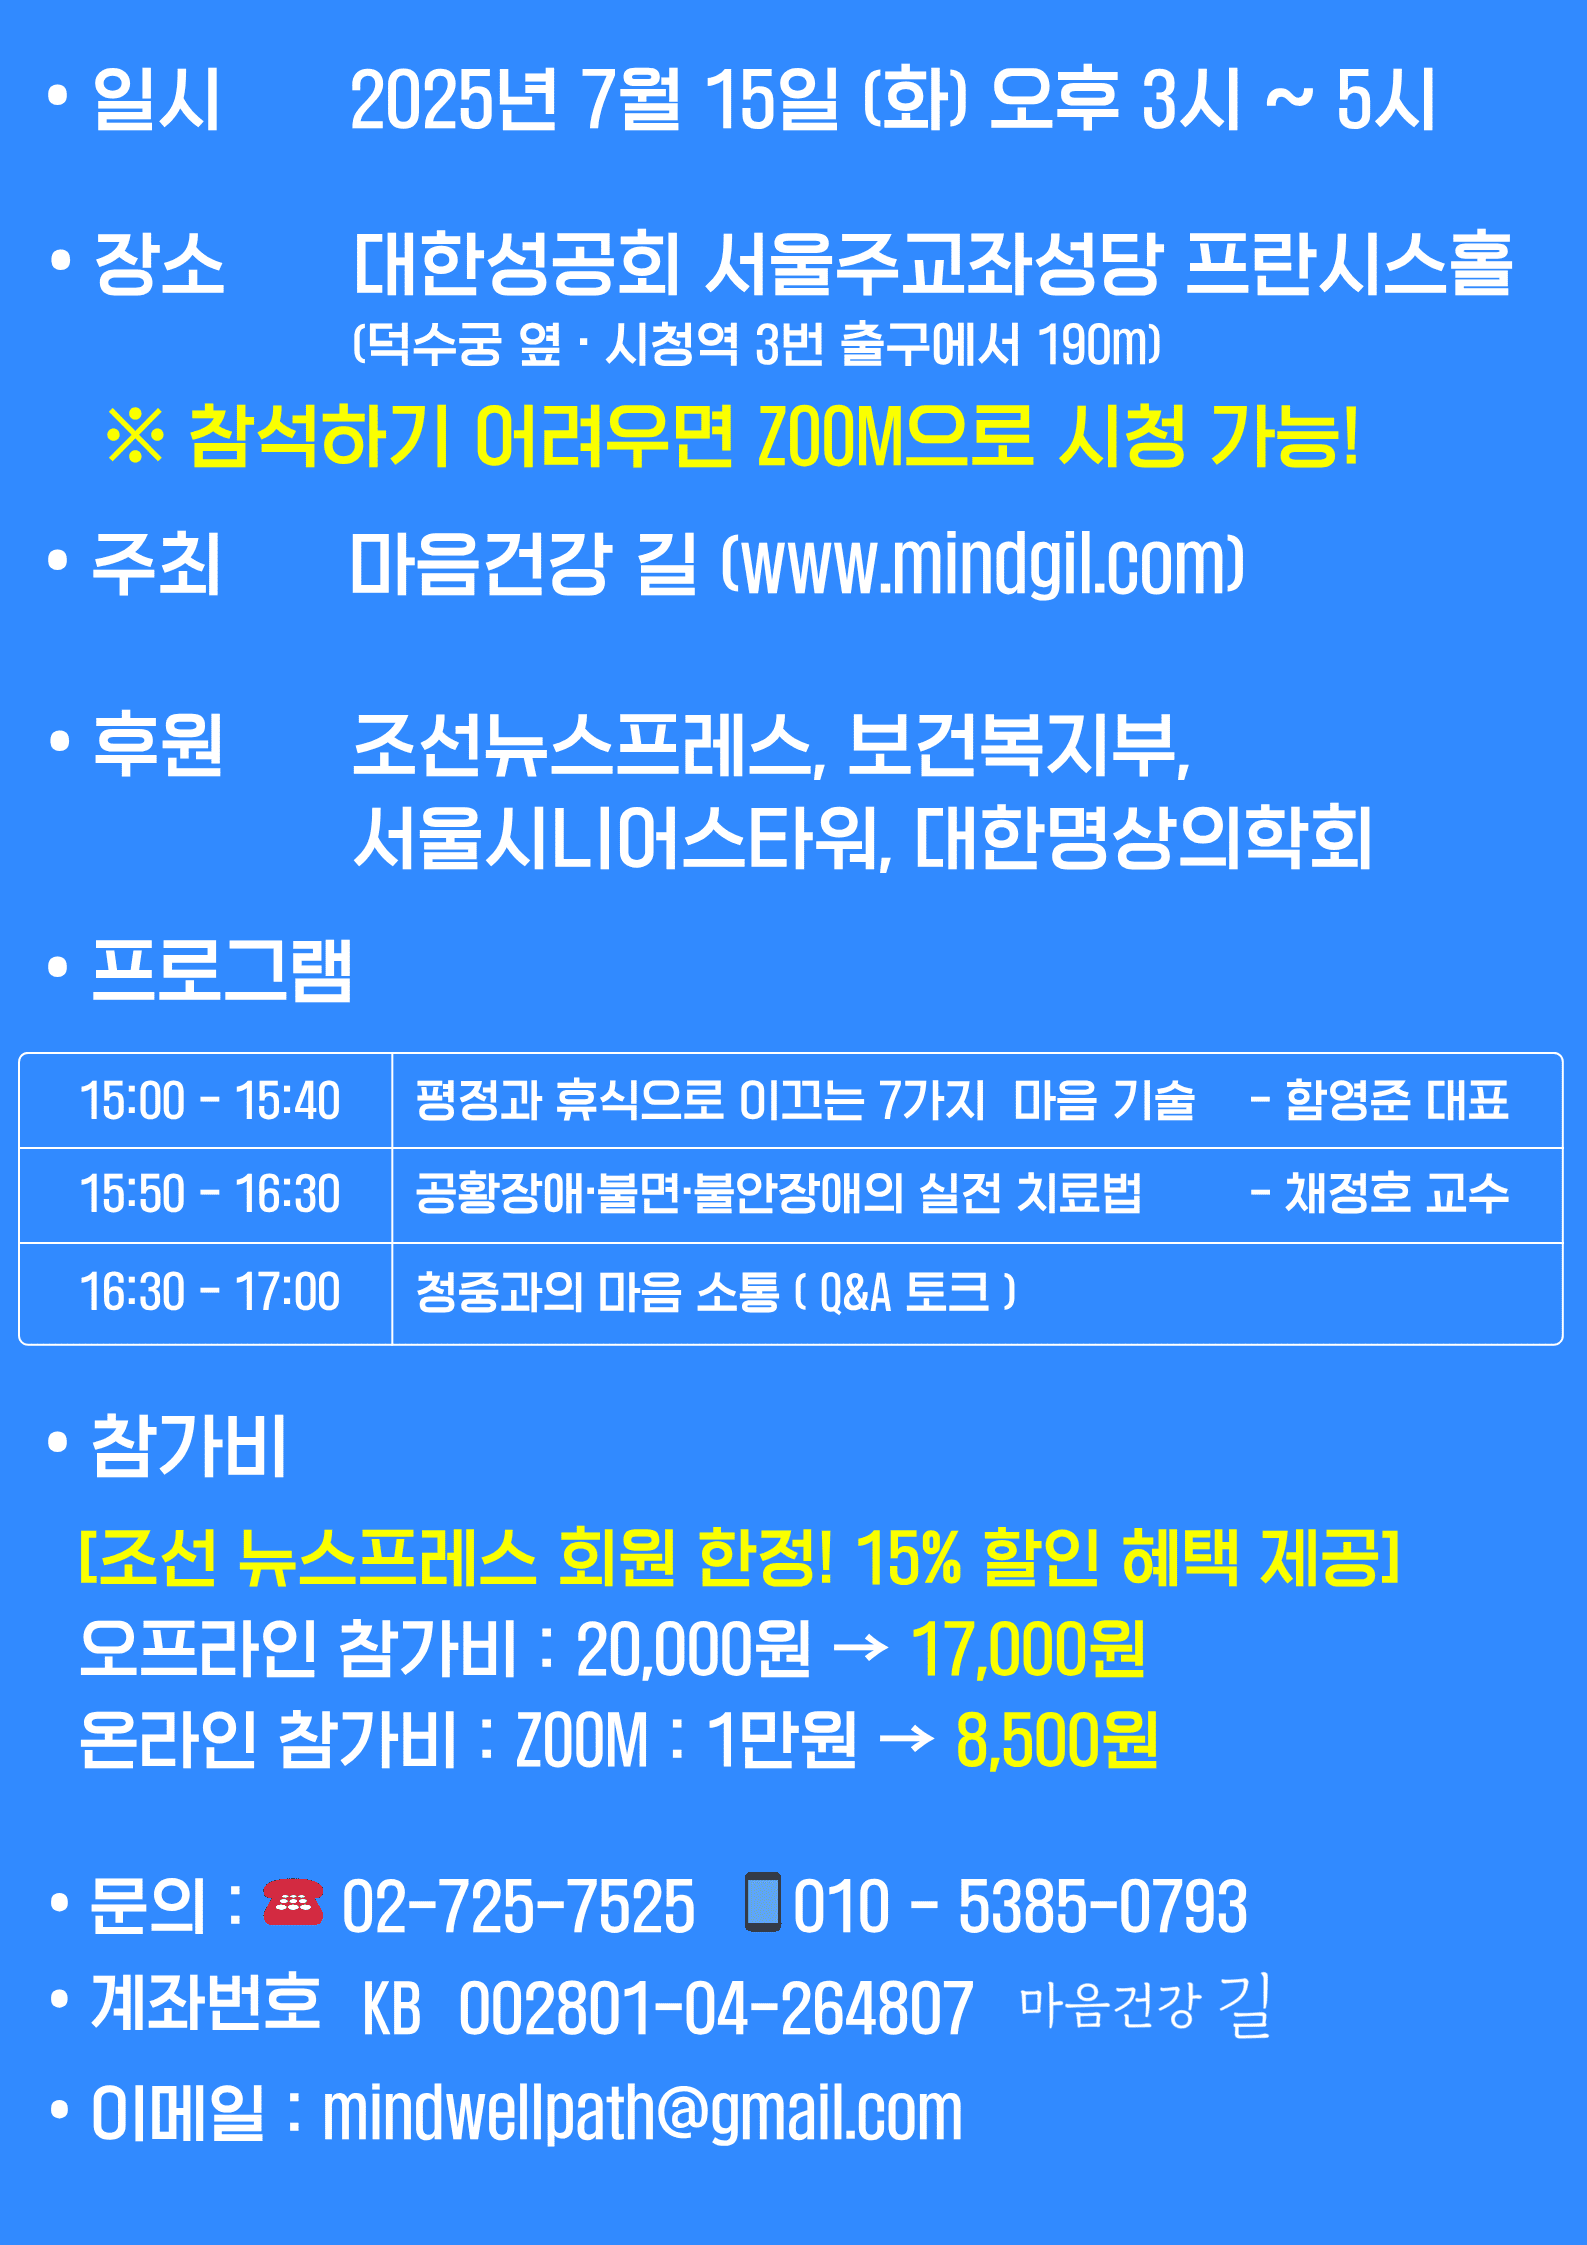 • 일시 2025년 7월 15일 (화) 오후 3시 ~ 5시
• 장소 대한성공회 서울주교좌성당 프란시스홀
(덕수궁 옆 · 시청역 3번 출구에서 190m)
※ 참석하기 어려우면 ZOOM으로 시청 가능!
• 주최 마음건강 길 (www.mindgil.com)
• 후원 조선뉴스프레스, 보건복지부,
서울시니어스타워, 대한명상의학회
• 프로그램
15:00 - 15:40 평정과 휴식으로 이끄는 7가지 마음 기술 - 함영준 대표
15:50 - 16:30 공황장애·불면·불안장애의 실전 치료법 - 채정호 교수
16:30 - 17:00 청중과의 마음 소통 ( Q&A 토크 )
• 참가비
[조선 뉴스프레스 회원 한정! 15% 할인 혜택 제공]
오프라인 참가비 : 20,000원 → 17,000원
온라인 참가비 : ZOOM : 1만원 → 8,500원
• 문의 : ☎ 02-725-7525 📱 010 - 5385-0793
• 계좌번호 KB 002801-04-264807 마음건강 길
• 이메일 : mindwellpath@gmail.com